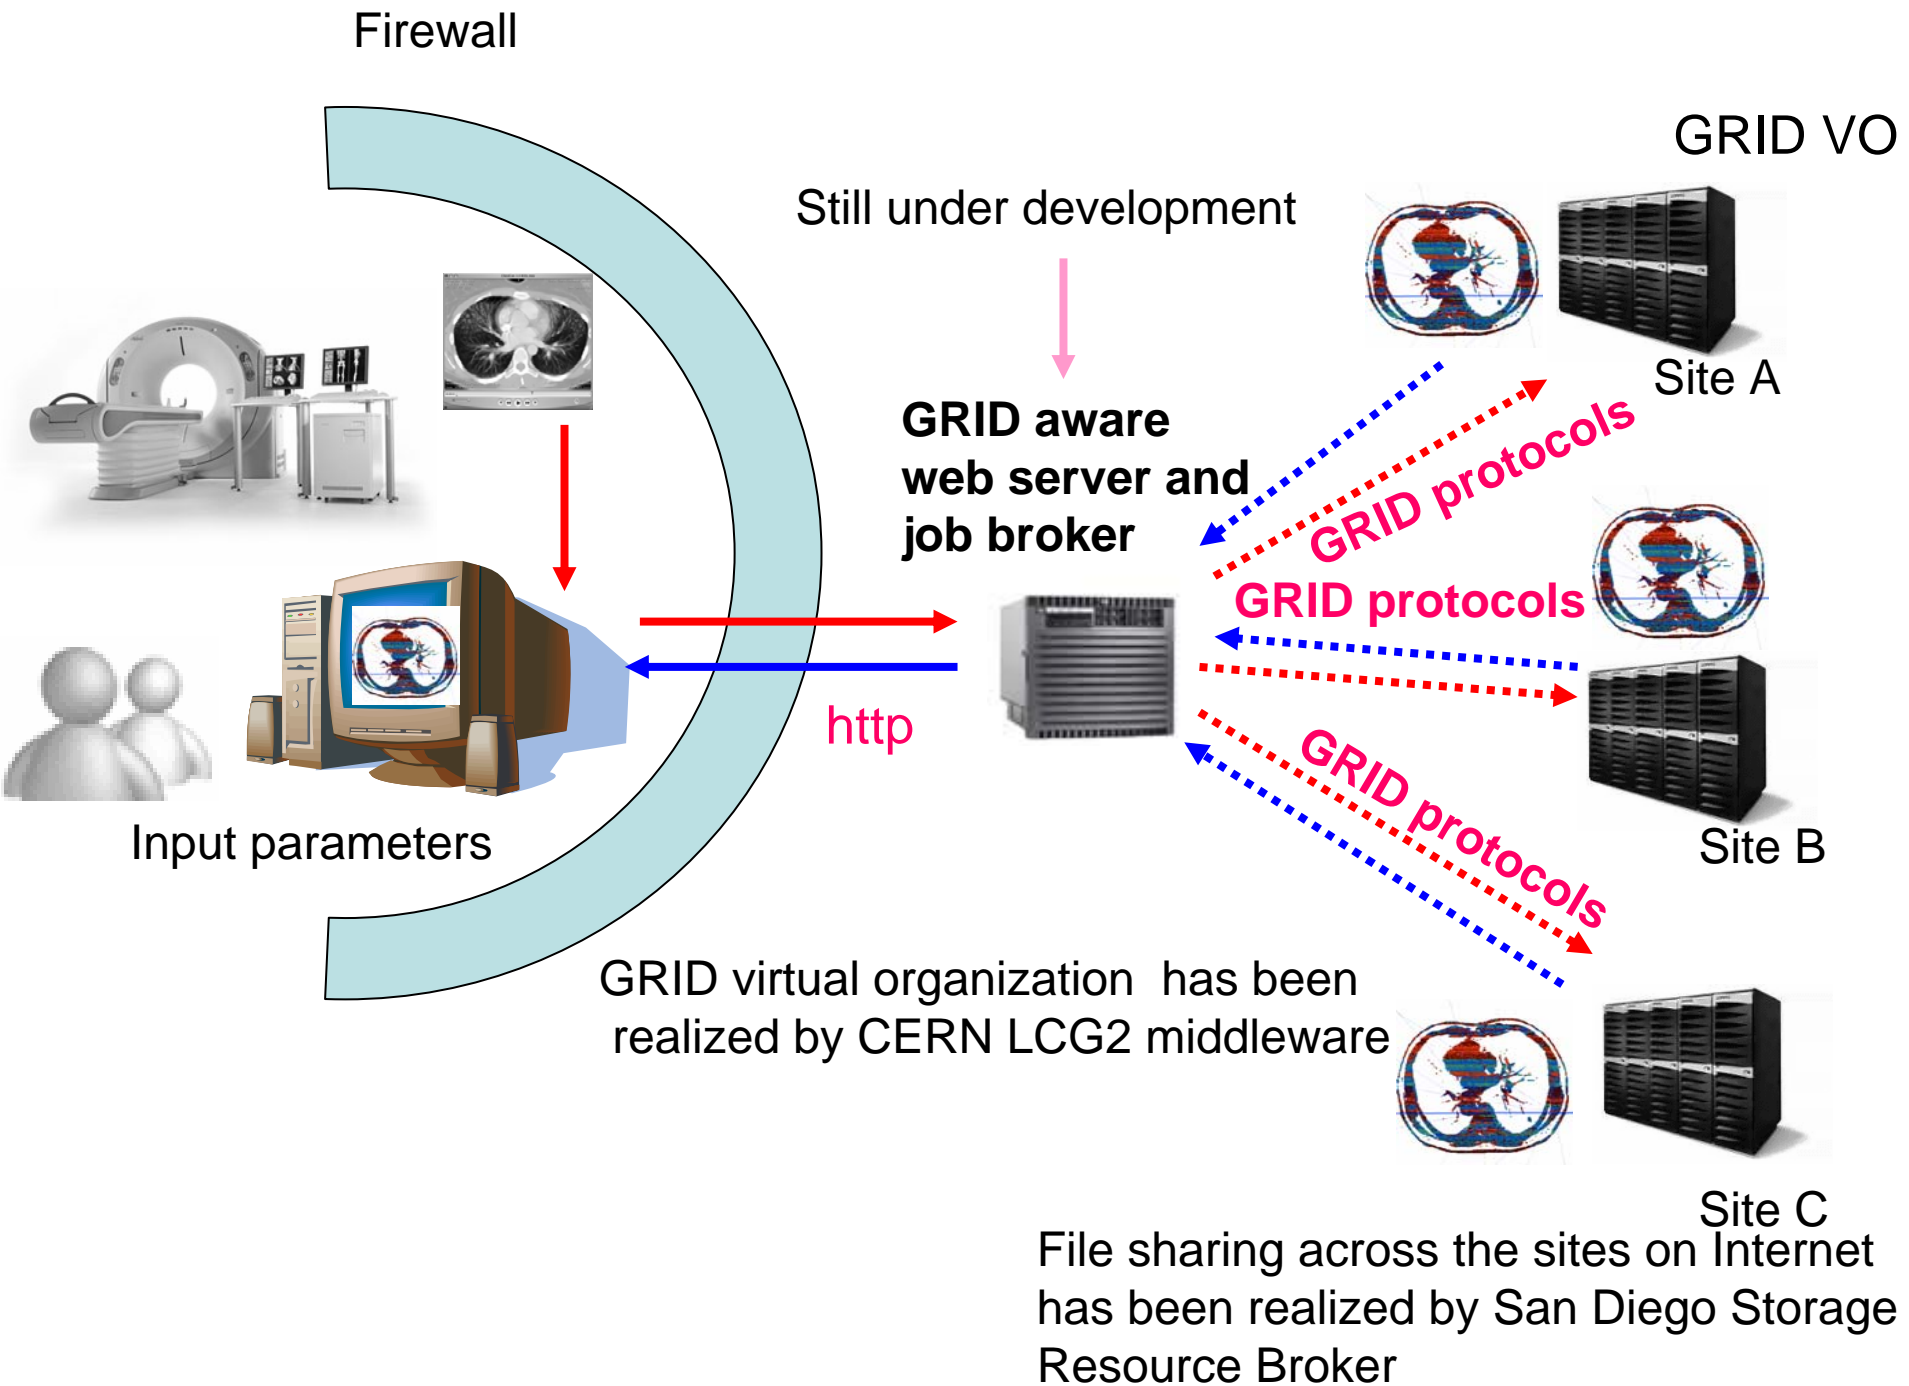 Firewall
GRID VO
Still under development
Site A
GRID aware
web server and
job broker
GRID protocols
GRID protocols
http
GRID protocols
Input parameters
Site B
GRID virtual organization  has been
realized by CERN LCG2 middleware
Site C
File sharing across the sites on Internet
has been realized by San Diego Storage
Resource Broker